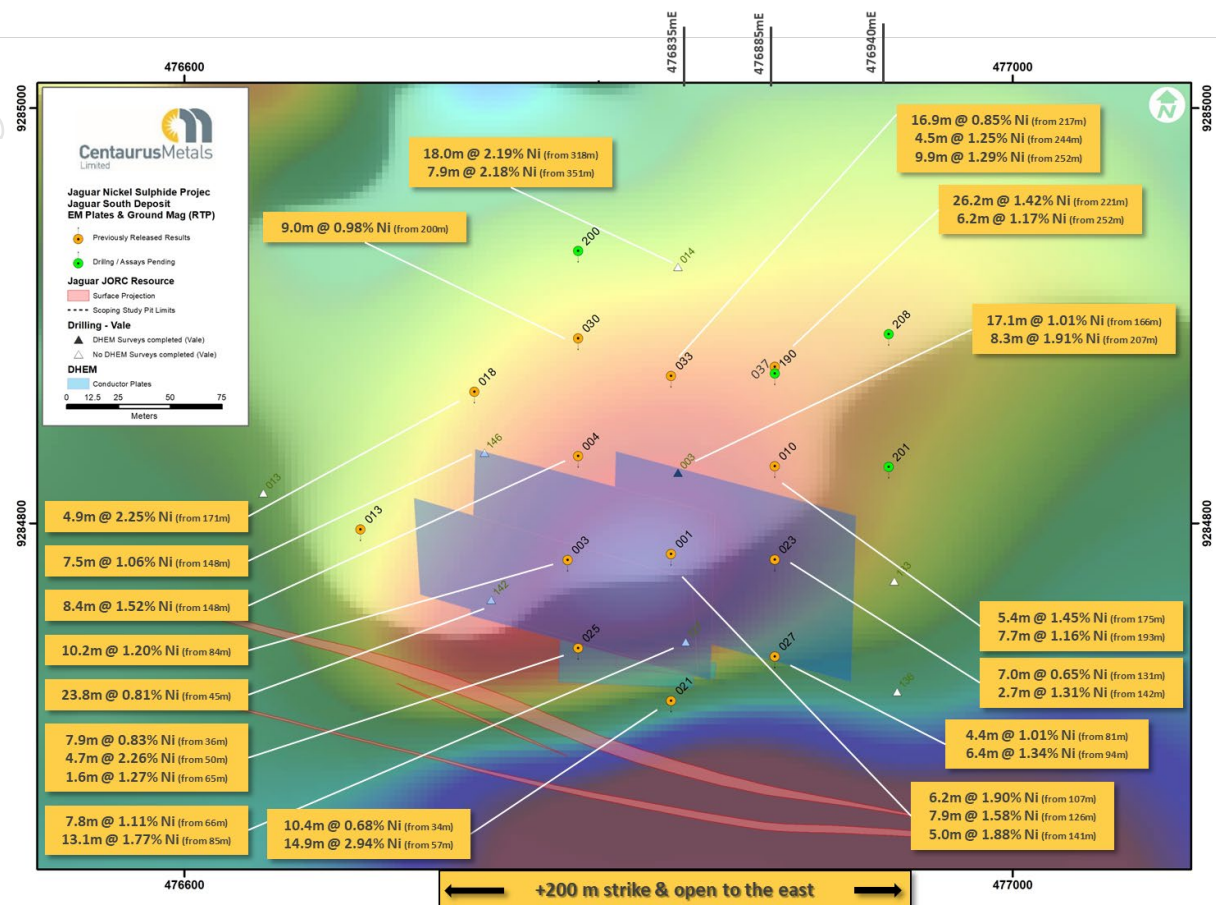 476835mE
476885mE
476940mE
476600
477000
9285000
9285000
CentaurusMetals
Limited
Jaguar Nickel Sulphide Projec
Jaguar South Deposit
EM Plates & Ground Mag (RTP)
Previously Released Results
Drilling / Assays Pending
Jaguar JORC Resource
Surface Projection
Scoping Study Pit Limits
Drilling - Vale
DHEM Surveys completed (Vale)
No DHEM Surveys completed (Vale)
DHEM
Conductor Plates
0 12.5 25 50 75
Meters
N
18.0m @ 2.19% Ni (from 318m)
7.9m @ 2.18% Ni (from 351m)
16.9m @ 0.85% Ni (from 217m)
4.5m @ 1.25% Ni (from 244m)
9.9m @ 1.29% Ni (from 252m)
26.2m @ 1.42% Ni (from 221m)
6.2m @ 1.17% Ni (from 252m)
9.0m @ 0.98% Ni (from 200m)
17.1m @ 1.01% Ni (from 166m)
8.3m @ 1.91% Ni (from 207m)
200
014
030
208
033
037
190
018
146
004
003
010
201
013
013
003
001
023
142
025
027
021
9284800
9284800
4.9m @ 2.25% Ni (from 171m)
7.5m @ 1.06% Ni (from 148m)
8.4m @ 1.52% Ni (from 148m)
10.2m @ 1.20% Ni (from 84m)
23.8m @ 0.81% Ni (from 45m)
7.9m @ 0.83% Ni (from 36m)
4.7m @ 2.26% Ni (from 50m)
1.6m @ 1.27% Ni (from 65m)
7.8m @ 1.11% Ni (from 66m)
13.1m @ 1.77% Ni (from 85m)
10.4m @ 0.68% Ni (from 34m)
14.9m @ 2.94% Ni (from 57m)
5.4m @ 1.45% Ni (from 175m)
7.7m @ 1.16% Ni (from 193m)
7.0m @ 0.65% Ni (from 131m)
2.7m @ 1.31% Ni (from 142m)
4.4m @ 1.01% Ni (from 81m)
6.4m @ 1.34% Ni (from 94m)
6.2m @ 1.90% Ni (from 107m)
7.9m @ 1.58% Ni (from 126m)
5.0m @ 1.88% Ni (from 141m)
476600
477000
+200 m strike & open to the east